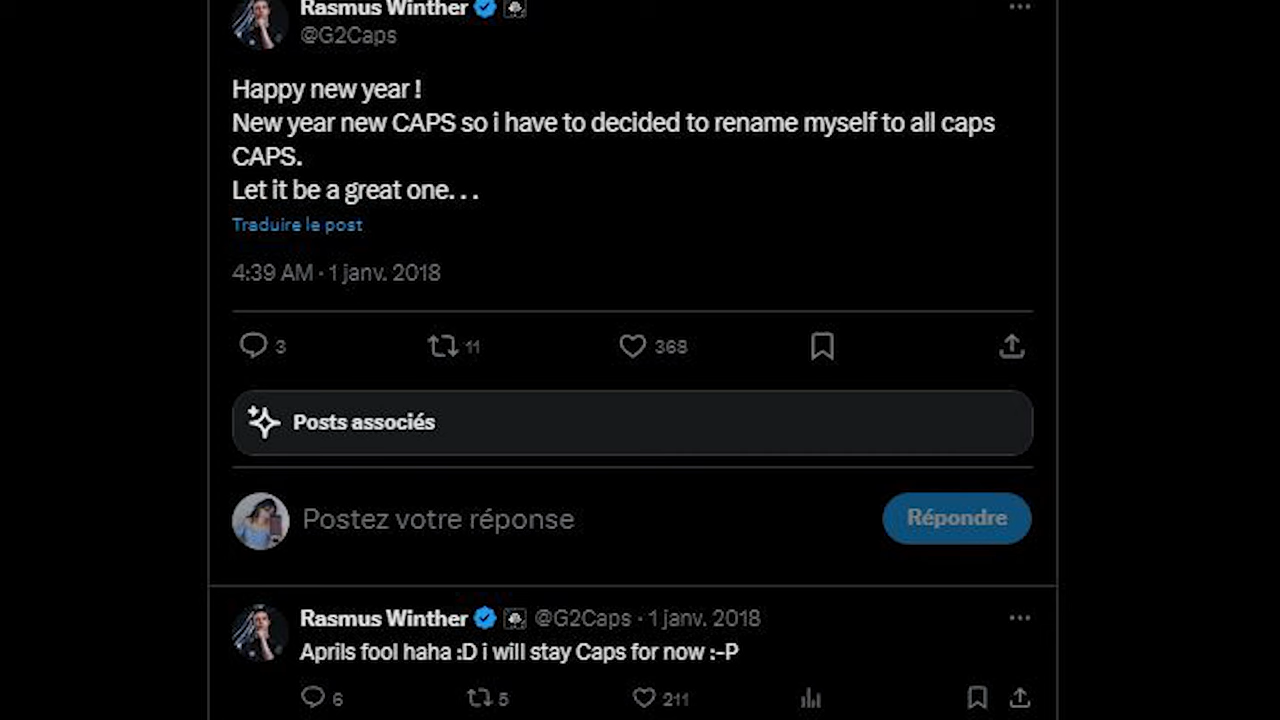 Rasmus Winther
@G2Caps
Happy new year !
New year new CAPS so i have to decided to rename myself to all caps
CAPS.
Let it be a great one. . .
Traduire le post
4:39 AM · 1 janv. 2018
3 11 368
Posts associés
Postez votre réponse Répondre
Rasmus Winther @G2Caps · 1 janv. 2018
Aprils fool haha :D i will stay Caps for now :-P
6 5 211